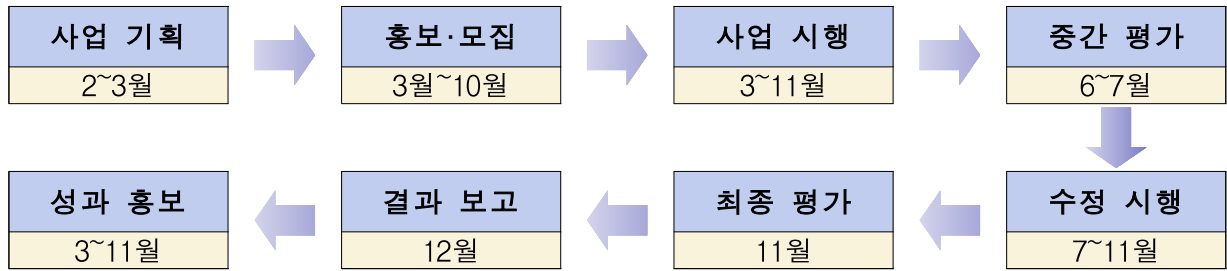 사업 기획
2~3월
홍보·모집
3월~10월
사업 시행
3~11월
중간 평가
6~7월
수정 시행
7~11월
최종 평가
11월
결과 보고
12월
성과 홍보
3~11월